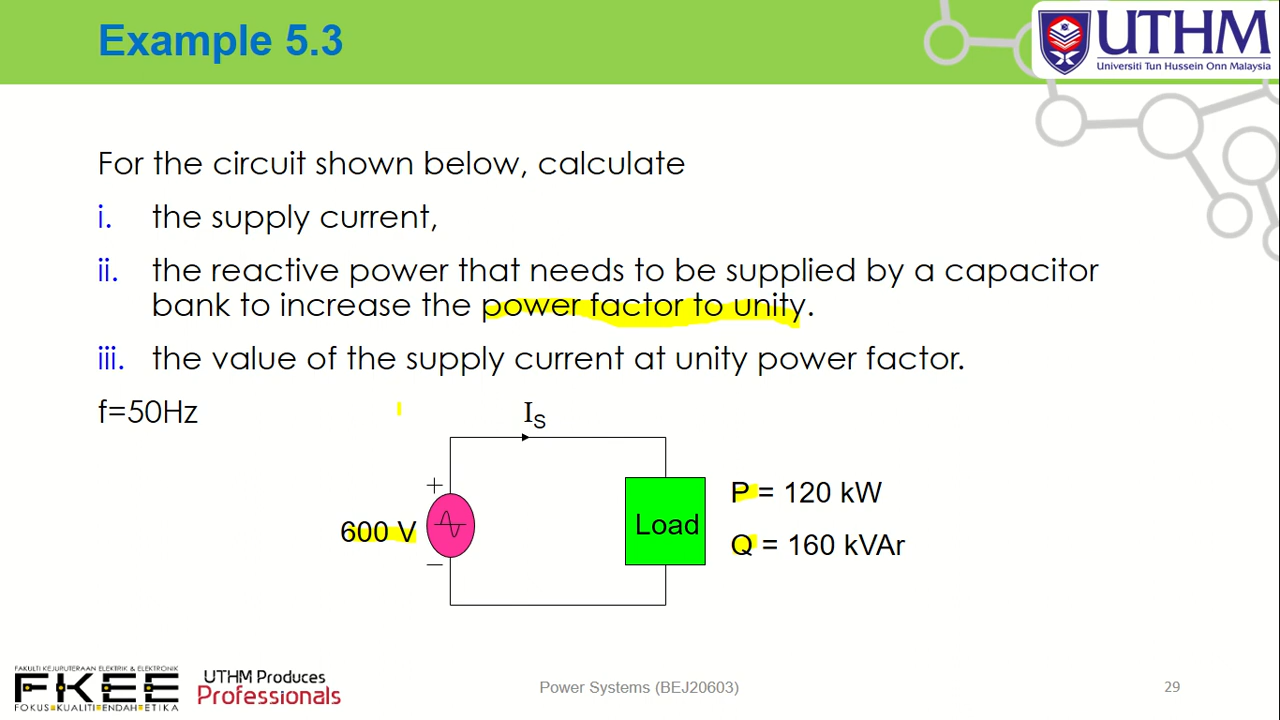 Example 5.3
UTHM
Universiti Tun Hussein Onn Malaysia
For the circuit shown below, calculate
i. the supply current,
ii. the reactive power that needs to be supplied by a capacitor
bank to increase the power factor to unity.
iii. the value of the supply current at unity power factor.
f=50Hz
IS
+
600 V
–
Load
P = 120 kW
Q = 160 kVAr
FAKULTI KEJURUTERAAN ELEKTRIK & ELEKTRONIK
FKEE
FOKUS KUALITI ENDAH ETIKA
UTHM Produces
Professionals
Power Systems (BEJ20603)
29